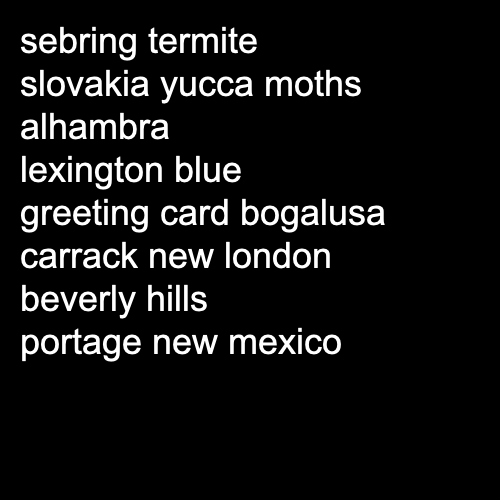 sebring termite
slovakia yucca moths
alhambra
lexington blue
greeting card bogalusa
carrack new london
beverly hills
portage new mexico